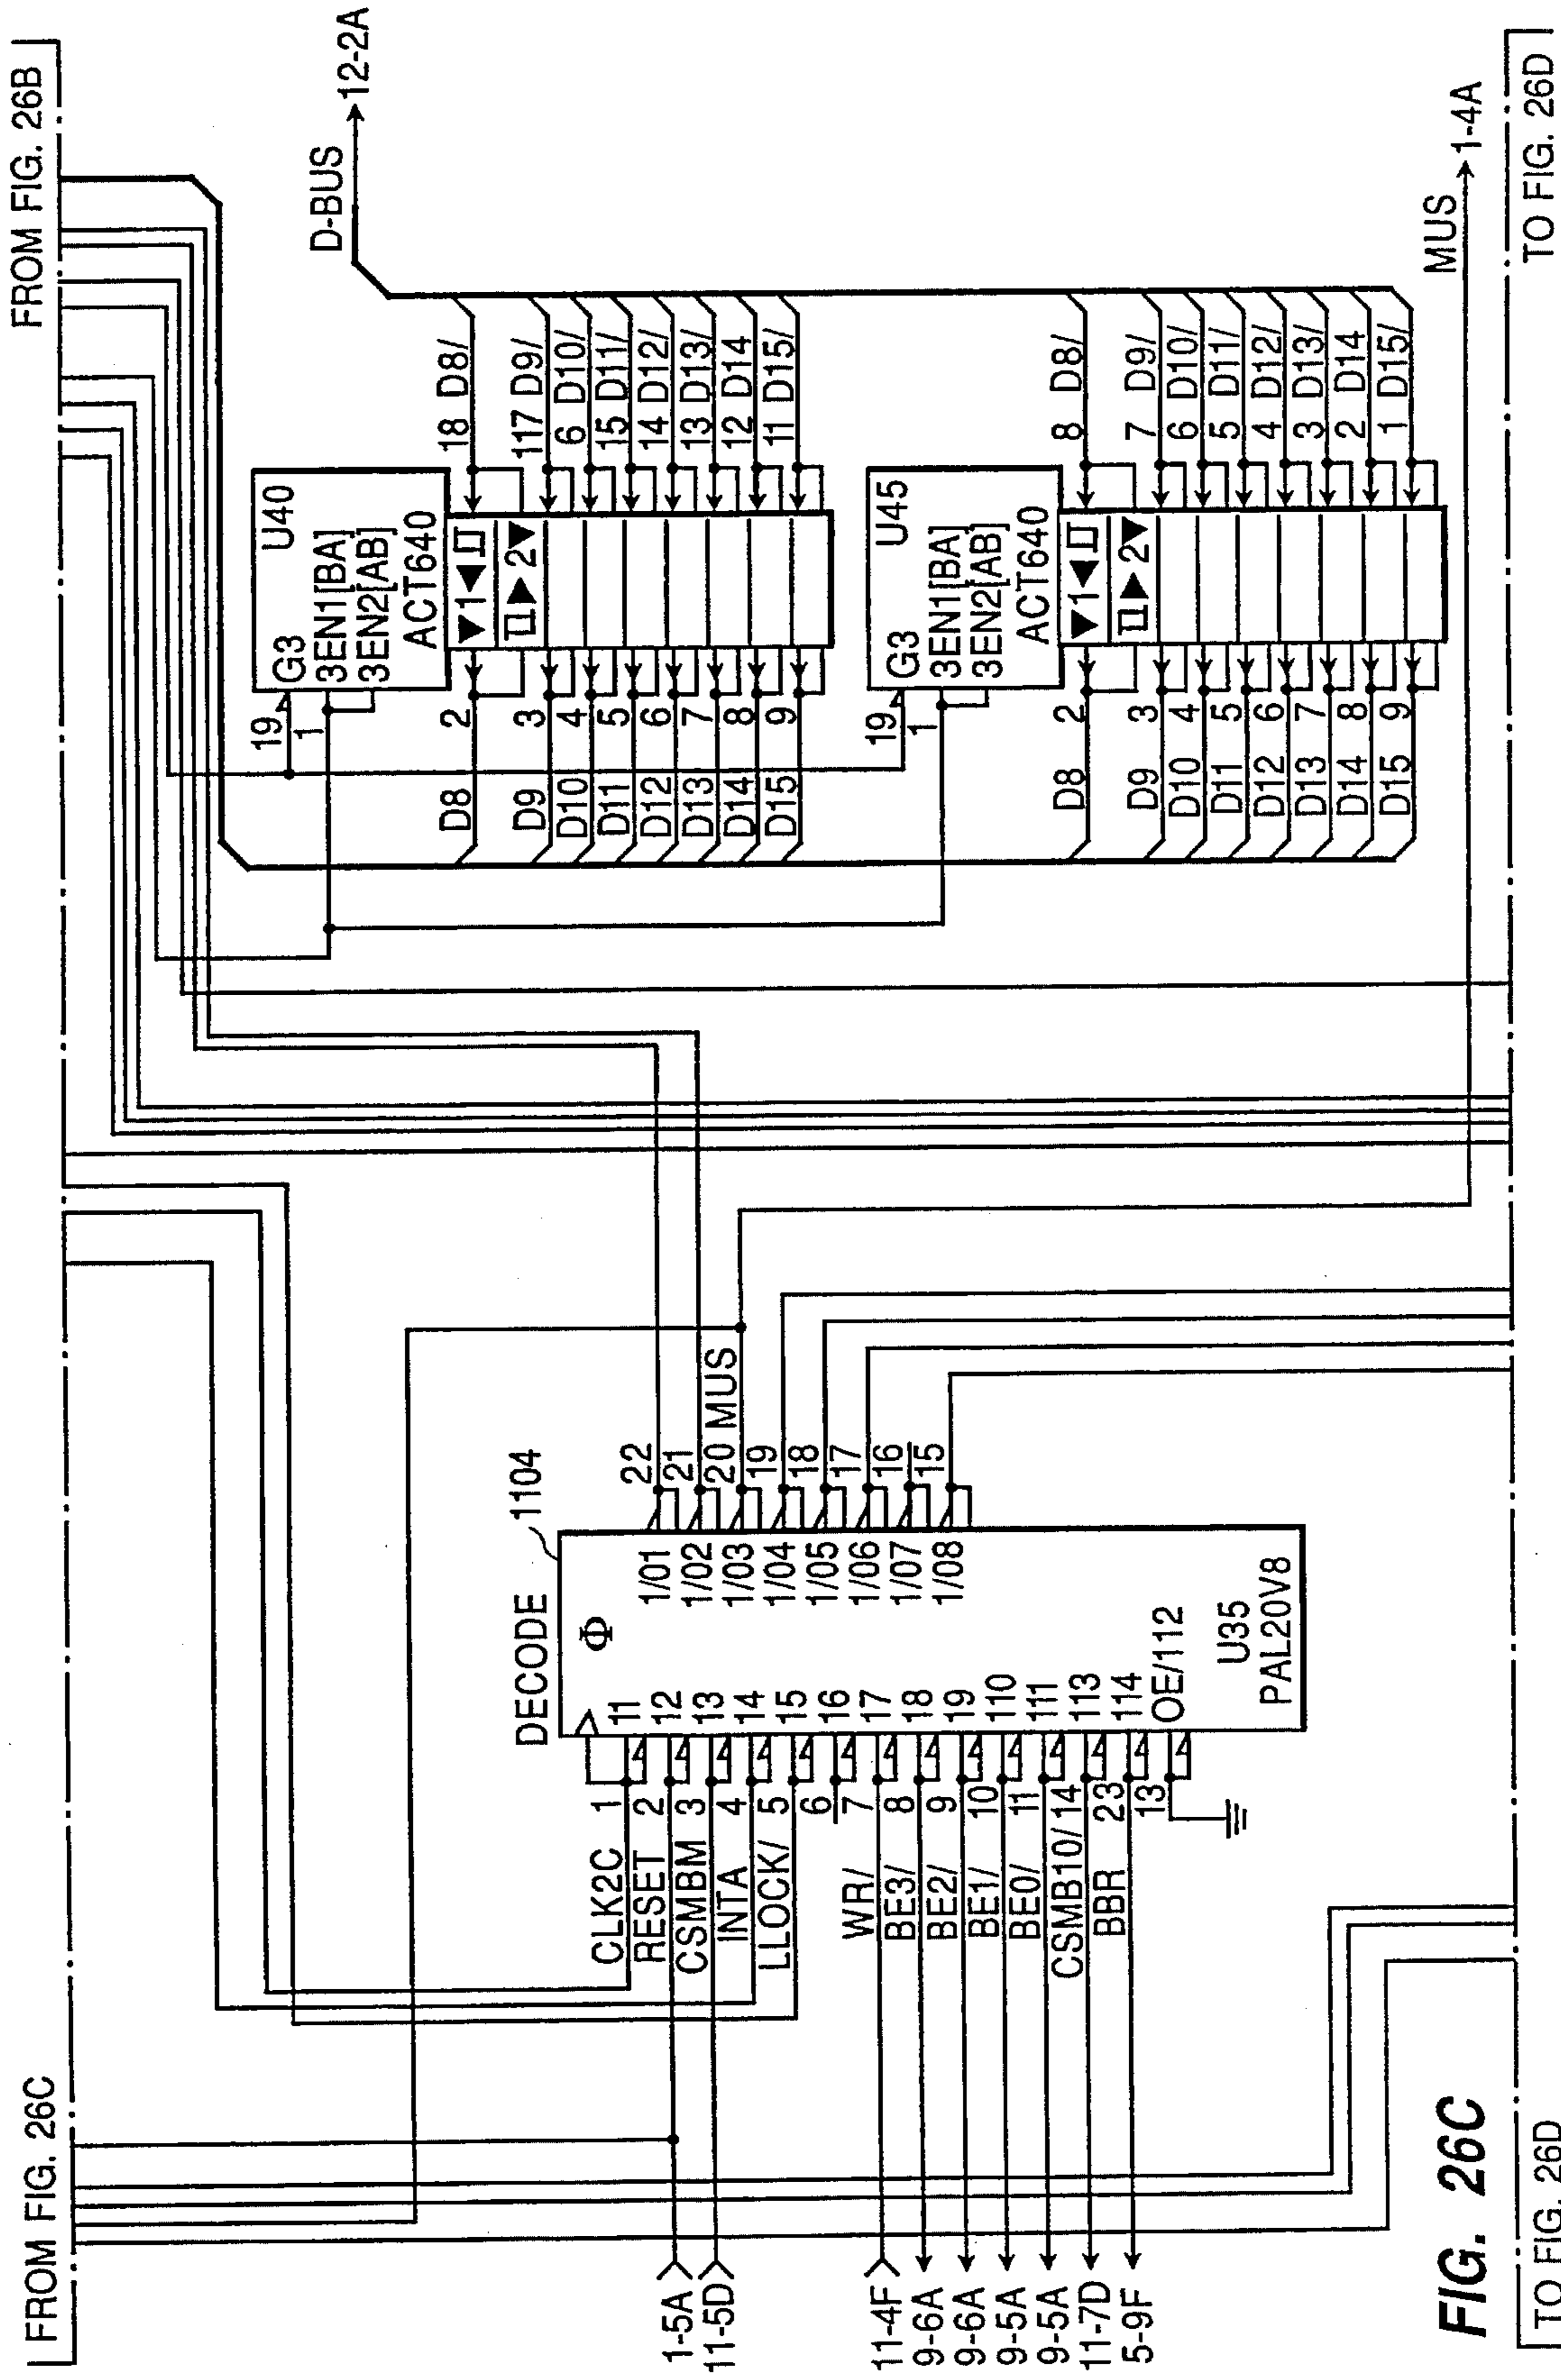 FROM FIG. 26C
FROM FIG. 26B
D-BUS
12-2A
U40
19
G3
1
3EN1[BA]
3EN2[AB]
ACT640
D8 2
18 D8/
D9 3
117 D9/
D10 4
6 D10/
D11 5
15 D11/
D12 6
14 D12/
D13 7
13 D13/
D14 8
12 D14
D15 9
11 D15/
1
2
U45
19
G3
1
3EN1[BA]
3EN2[AB]
ACT640
D8 2
8 D8/
D9 3
7 D9/
D10 4
6 D10/
D11 5
5 D11/
D12 6
4 D12/
D13 7
3 D13/
D14 8
2 D14
D15 9
1 D15/
1
2
MUS
1-4A
DECODE
1104
Φ
CLK2C 1
11
RESET 2
12
CSMBM 3
13
INTA 4
14
LLOCK/ 5
15
6
16
WR/ 7
17
BE3/ 8
18
BE2/ 9
19
BE1/ 10
110
BE0/ 11
111
CSMB10/ 14
113
BBR 23
114
13
OE/112
1/01 22
1/02 21
1/03 20 MUS
1/04 19
1/05 18
1/06 17
1/07 16
1/08 15
U35
PAL20V8
1-5A
11-5D
11-4F
9-6A
9-6A
9-5A
9-5A
11-7D
5-9F
FIG. 26C
TO FIG. 26D
TO FIG. 26D